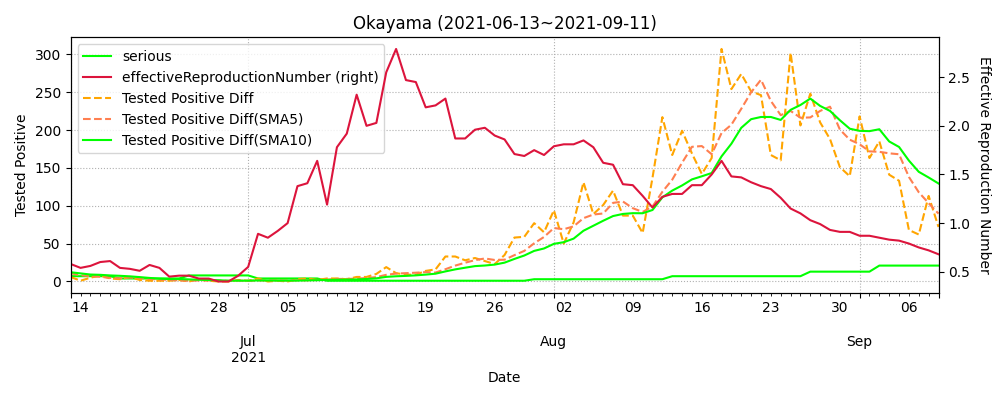 Okayama (2021-06-13~2021-09-11)
serious
effectiveReproductionNumber (right)
Tested Positive Diff
Tested Positive Diff(SMA5)
Tested Positive Diff(SMA10)
Tested Positive
300
250
200
150
100
50
0
Effective Reproduction Number
2.5
2.0
1.5
1.0
0.5
14 21 28 05 12 19 26 02 09 16 23 30 06
Jul Aug Sep
2021
Date